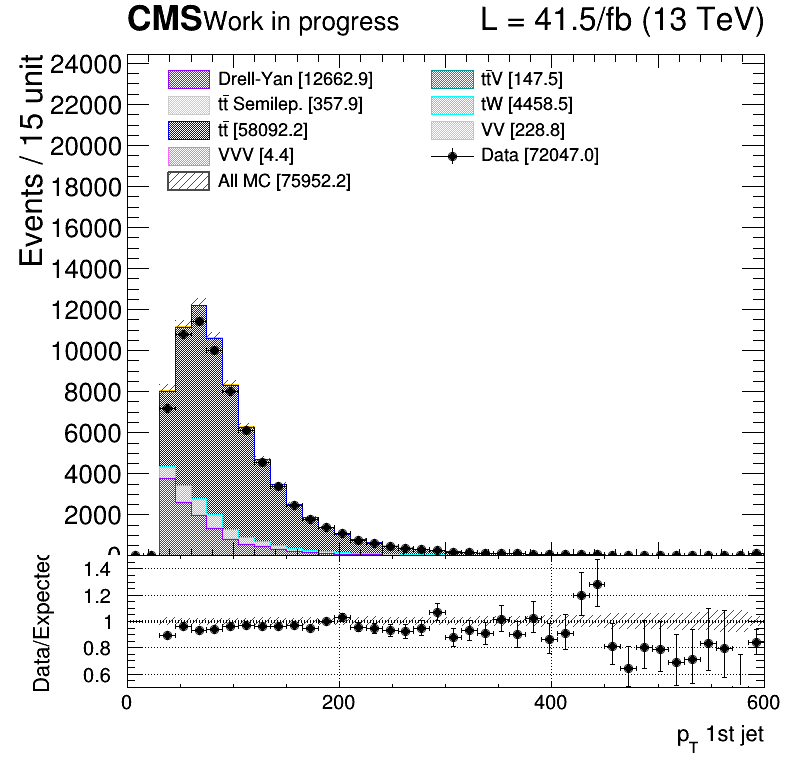 CMS Work in progress L = 41.5/fb (13 TeV)
Events / 15 unit
24000
22000
20000
18000
16000
14000
12000
10000
8000
6000
4000
2000
0
Drell-Yan [12662.9]
tt̄ Semilep. [357.9]
tt̄ [58092.2]
VVV [4.4]
All MC [75952.2]
tt̄V [147.5]
tW [4458.5]
VV [228.8]
Data [72047.0]
Data/Expected
1.4
1.2
1
0.8
0.6
0 200 400 600
p_T 1st jet